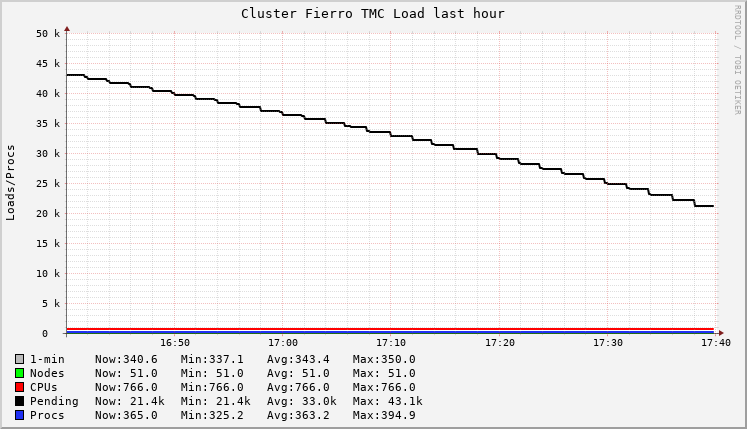 Cluster Fierro TMC Load last hour
RRDTOOL / TOBI OETIKER
Loads/Procs
50 k
45 k
40 k
35 k
30 k
25 k
20 k
15 k
10 k
5 k
0
16:50 17:00 17:10 17:20 17:30 17:40
1-min Now:340.6 Min:337.1 Avg:343.4 Max:350.0
Nodes Now: 51.0 Min: 51.0 Avg: 51.0 Max: 51.0
CPUs Now:766.0 Min:766.0 Avg:766.0 Max:766.0
Pending Now: 21.4k Min: 21.4k Avg: 33.0k Max: 43.1k
Procs Now:365.0 Min:325.2 Avg:363.2 Max:394.9